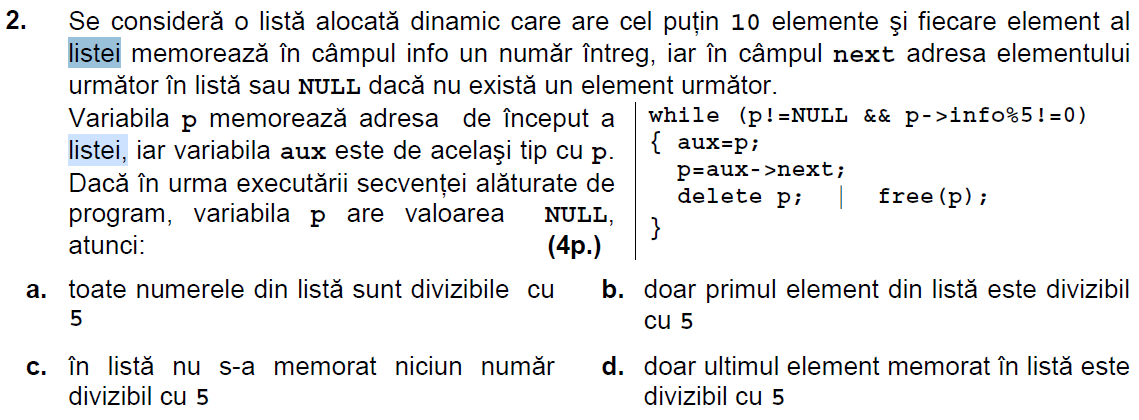 2. Se consideră o listă alocată dinamic care are cel puţin 10 elemente şi fiecare element al
listei memorează în câmpul info un număr întreg, iar în câmpul next adresa elementului
următor în listă sau NULL dacă nu există un element următor.
Variabila p memorează adresa de început a
listei, iar variabila aux este de acelaşi tip cu p.
Dacă în urma executării secvenţei alăturate de
program, variabila p are valoarea NULL,
atunci: (4p.)
while (p!=NULL && p->info%5!=0)
{ aux=p;
p=aux->next;
delete p; | free(p);
}
a. toate numerele din listă sunt divizibile cu
5
b. doar primul element din listă este divizibil
cu 5
c. în listă nu s-a memorat niciun număr
divizibil cu 5
d. doar ultimul element memorat în listă este
divizibil cu 5